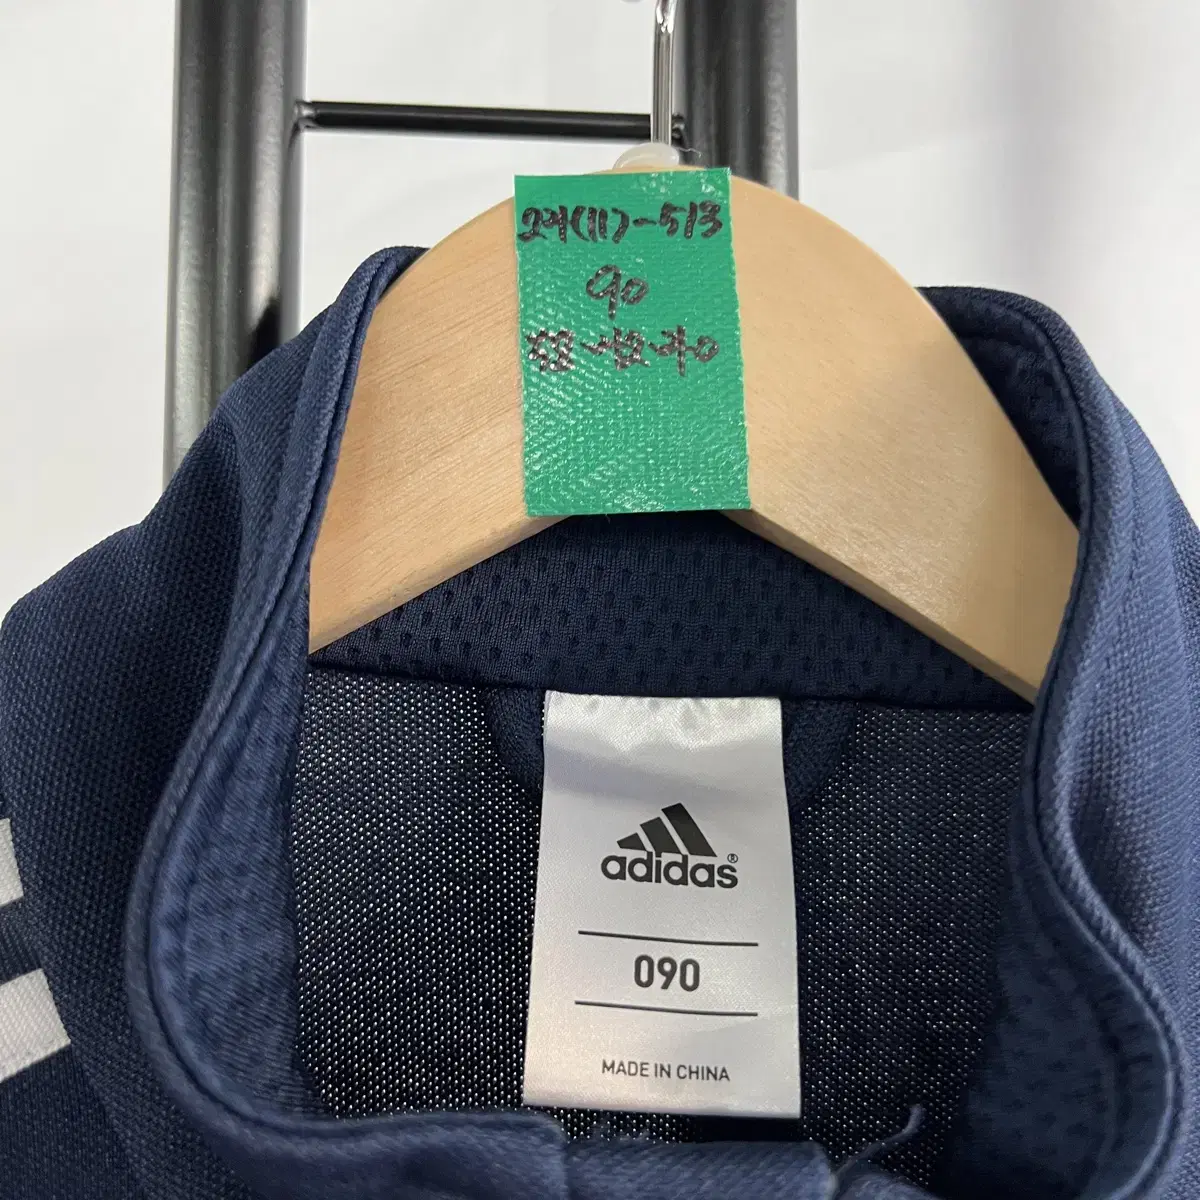 24(11)-513
90
adidas®
090
MADE IN CHINA